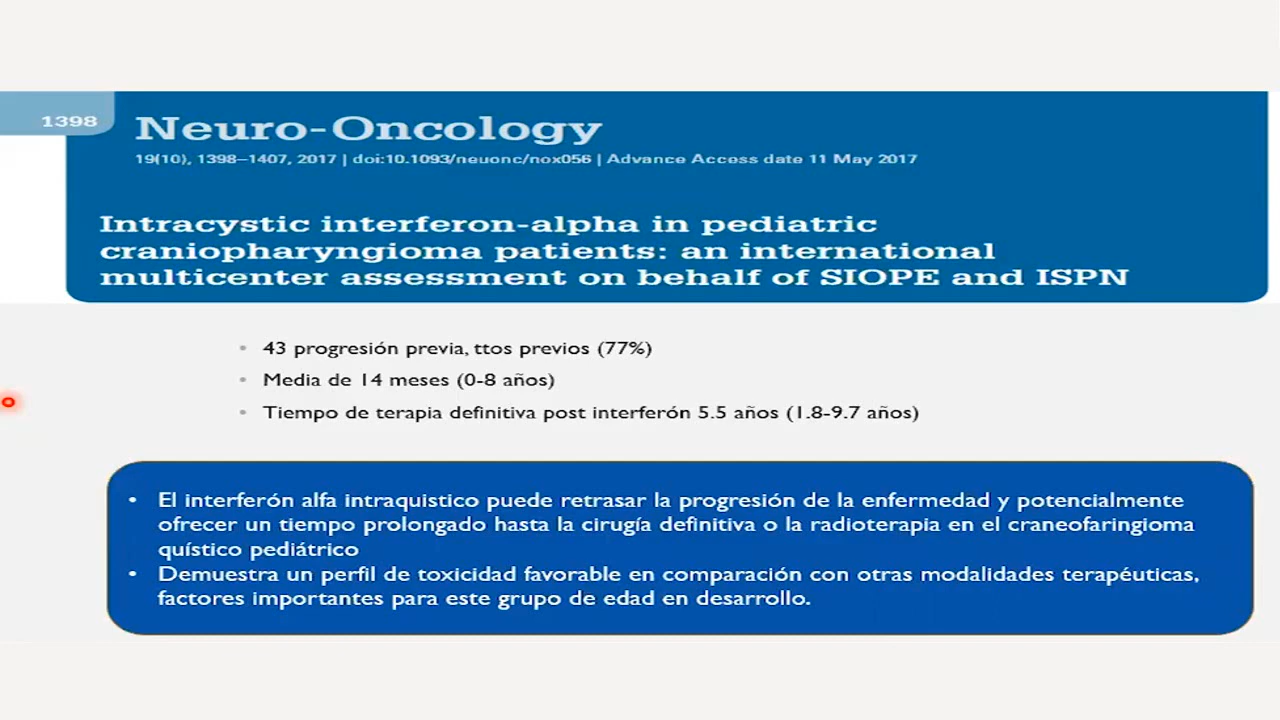 1398
Neuro-Oncology
19(10), 1398–1407, 2017 | doi:10.1093/neuonc/nox056 | Advance Access date 11 May 2017
Intracystic interferon-alpha in pediatric
craniopharyngioma patients: an international
multicenter assessment on behalf of SIOPE and ISPN
• 43 progresión previa, ttos previos (77%)
• Media de 14 meses (0-8 años)
• Tiempo de terapia definitiva post interferón 5.5 años (1.8-9.7 años)
• El interferón alfa intraquistico puede retrasar la progresión de la enfermedad y potencialmente
ofrecer un tiempo prolongado hasta la cirugía definitiva o la radioterapia en el craneofaringioma
quístico pediátrico
• Demuestra un perfil de toxicidad favorable en comparación con otras modalidades terapéuticas,
factores importantes para este grupo de edad en desarrollo.